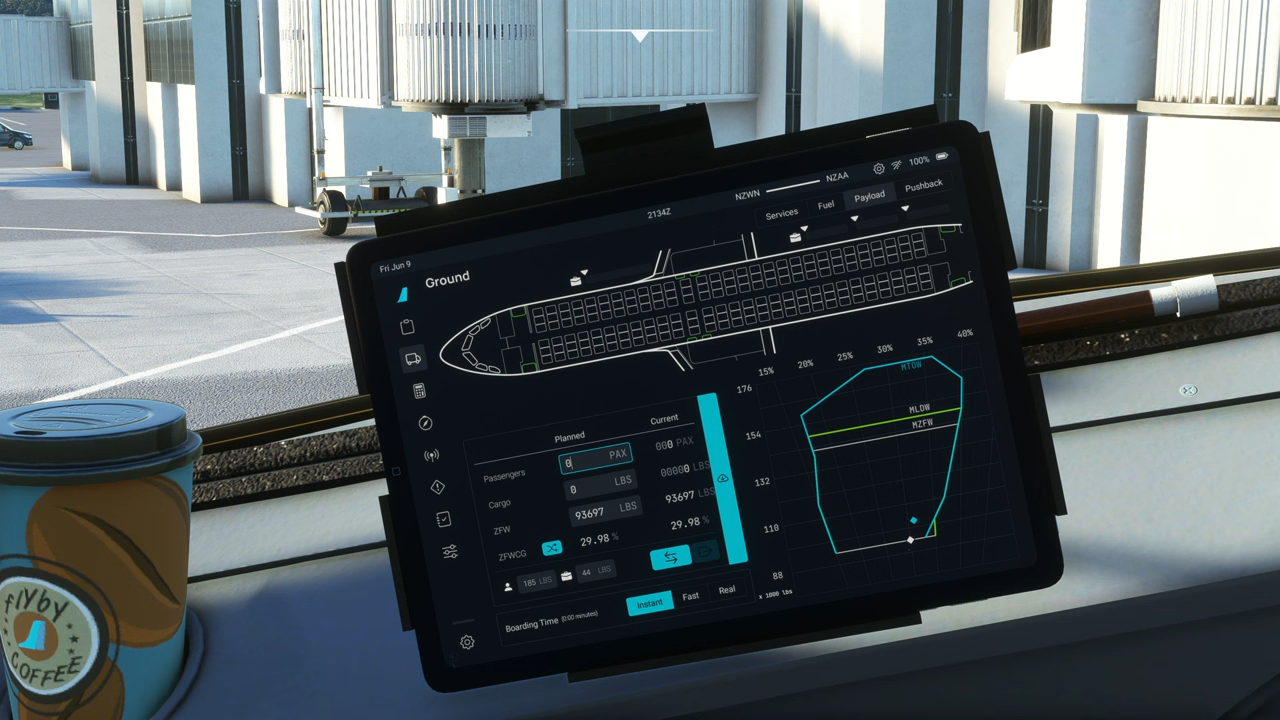 Fri Jun 9
2134Z
NZWN
NZAA
100%
Ground
Services
Fuel
Payload
Pushback
Planned
Current
Passengers
0
PAX
000 PAX
Cargo
0
LBS
00000 LBS
ZFW
93697 LBS
93697 LBS
ZFWCG
29.98 %
29.98 %
185 LBS
44 LBS
Boarding Time (0:00 minutes)
Instant
Fast
Real
15%
20%
25%
30%
35%
40%
176
154
132
110
88
x 1000 lbs
MTOW
MLDW
MZFW
flyby
COFFEE